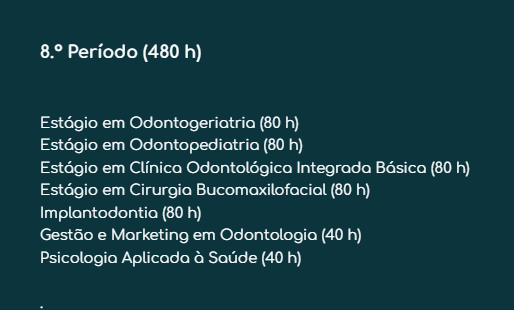 8.º Período (480 h)
Estágio em Odontogeriatria (80 h)
Estágio em Odontopediatria (80 h)
Estágio em Clínica Odontológica Integrada Básica (80 h)
Estágio em Cirurgia Bucomaxilofacial (80 h)
Implantodontia (80 h)
Gestão e Marketing em Odontologia (40 h)
Psicologia Aplicada à Saúde (40 h)
.